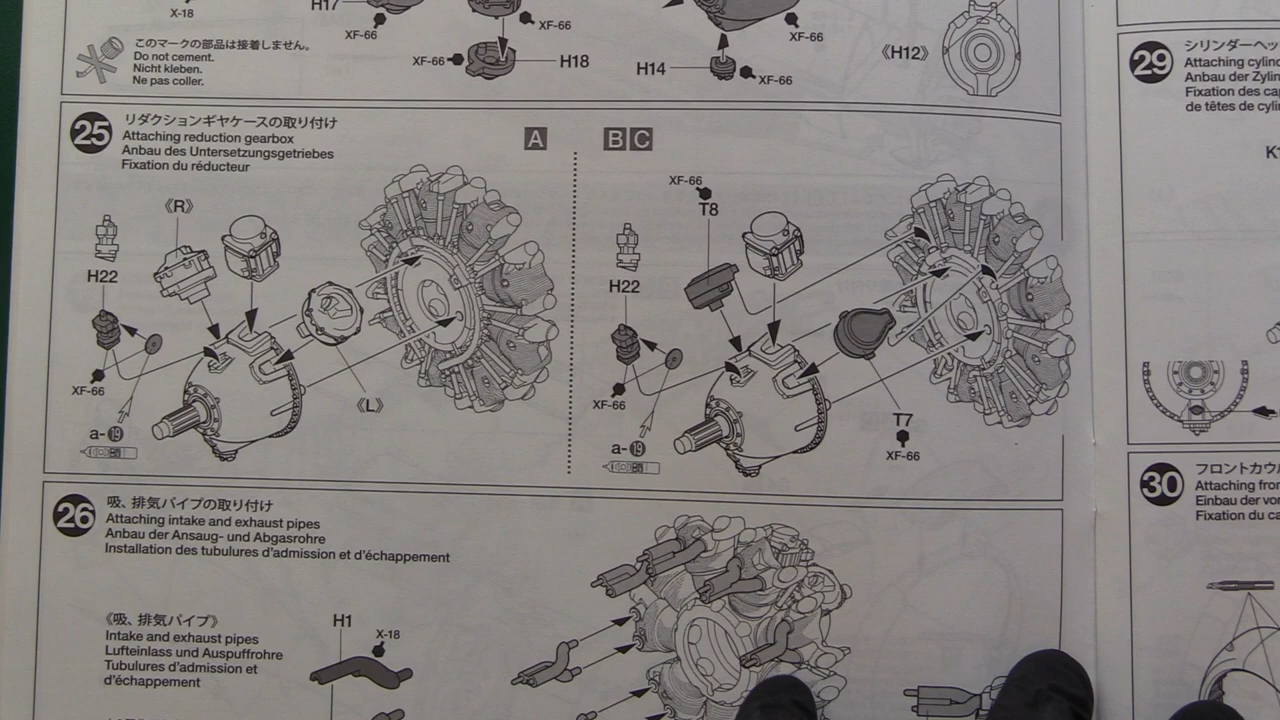 X-18
H17
XF-66
XF-66
XF-66
H18
XF-66
H14
XF-66
《H12》
このマークの部品は接着しません。
Do not cement.
Nicht kleben.
Ne pas coller.
25
リダクションギヤケースの取り付け
Attaching reduction gearbox
Anbau des Untersetzungsgetriebes
Fixation du réducteur
A
《R》
H22
XF-66
a-19
《L》
B C
XF-66
T8
H22
XF-66
a-19
T7
XF-66
26
吸、排気パイプの取り付け
Attaching intake and exhaust pipes
Anbau der Ansaug- und Abgasrohre
Installation des tubulures d'admission et d'échappement
《吸、排気パイプ》
Intake and exhaust pipes
Lufteinlass und Auspuffrohre
Tubulures d'admission et
d'échappement
H1
X-18
29
シリンダーヘッ
Attaching cylin
Anbau der Zylin
Fixation des ca
de têtes de cyli
30
フロントカウル
Attaching fron
Einbau der vo
Fixation du ca